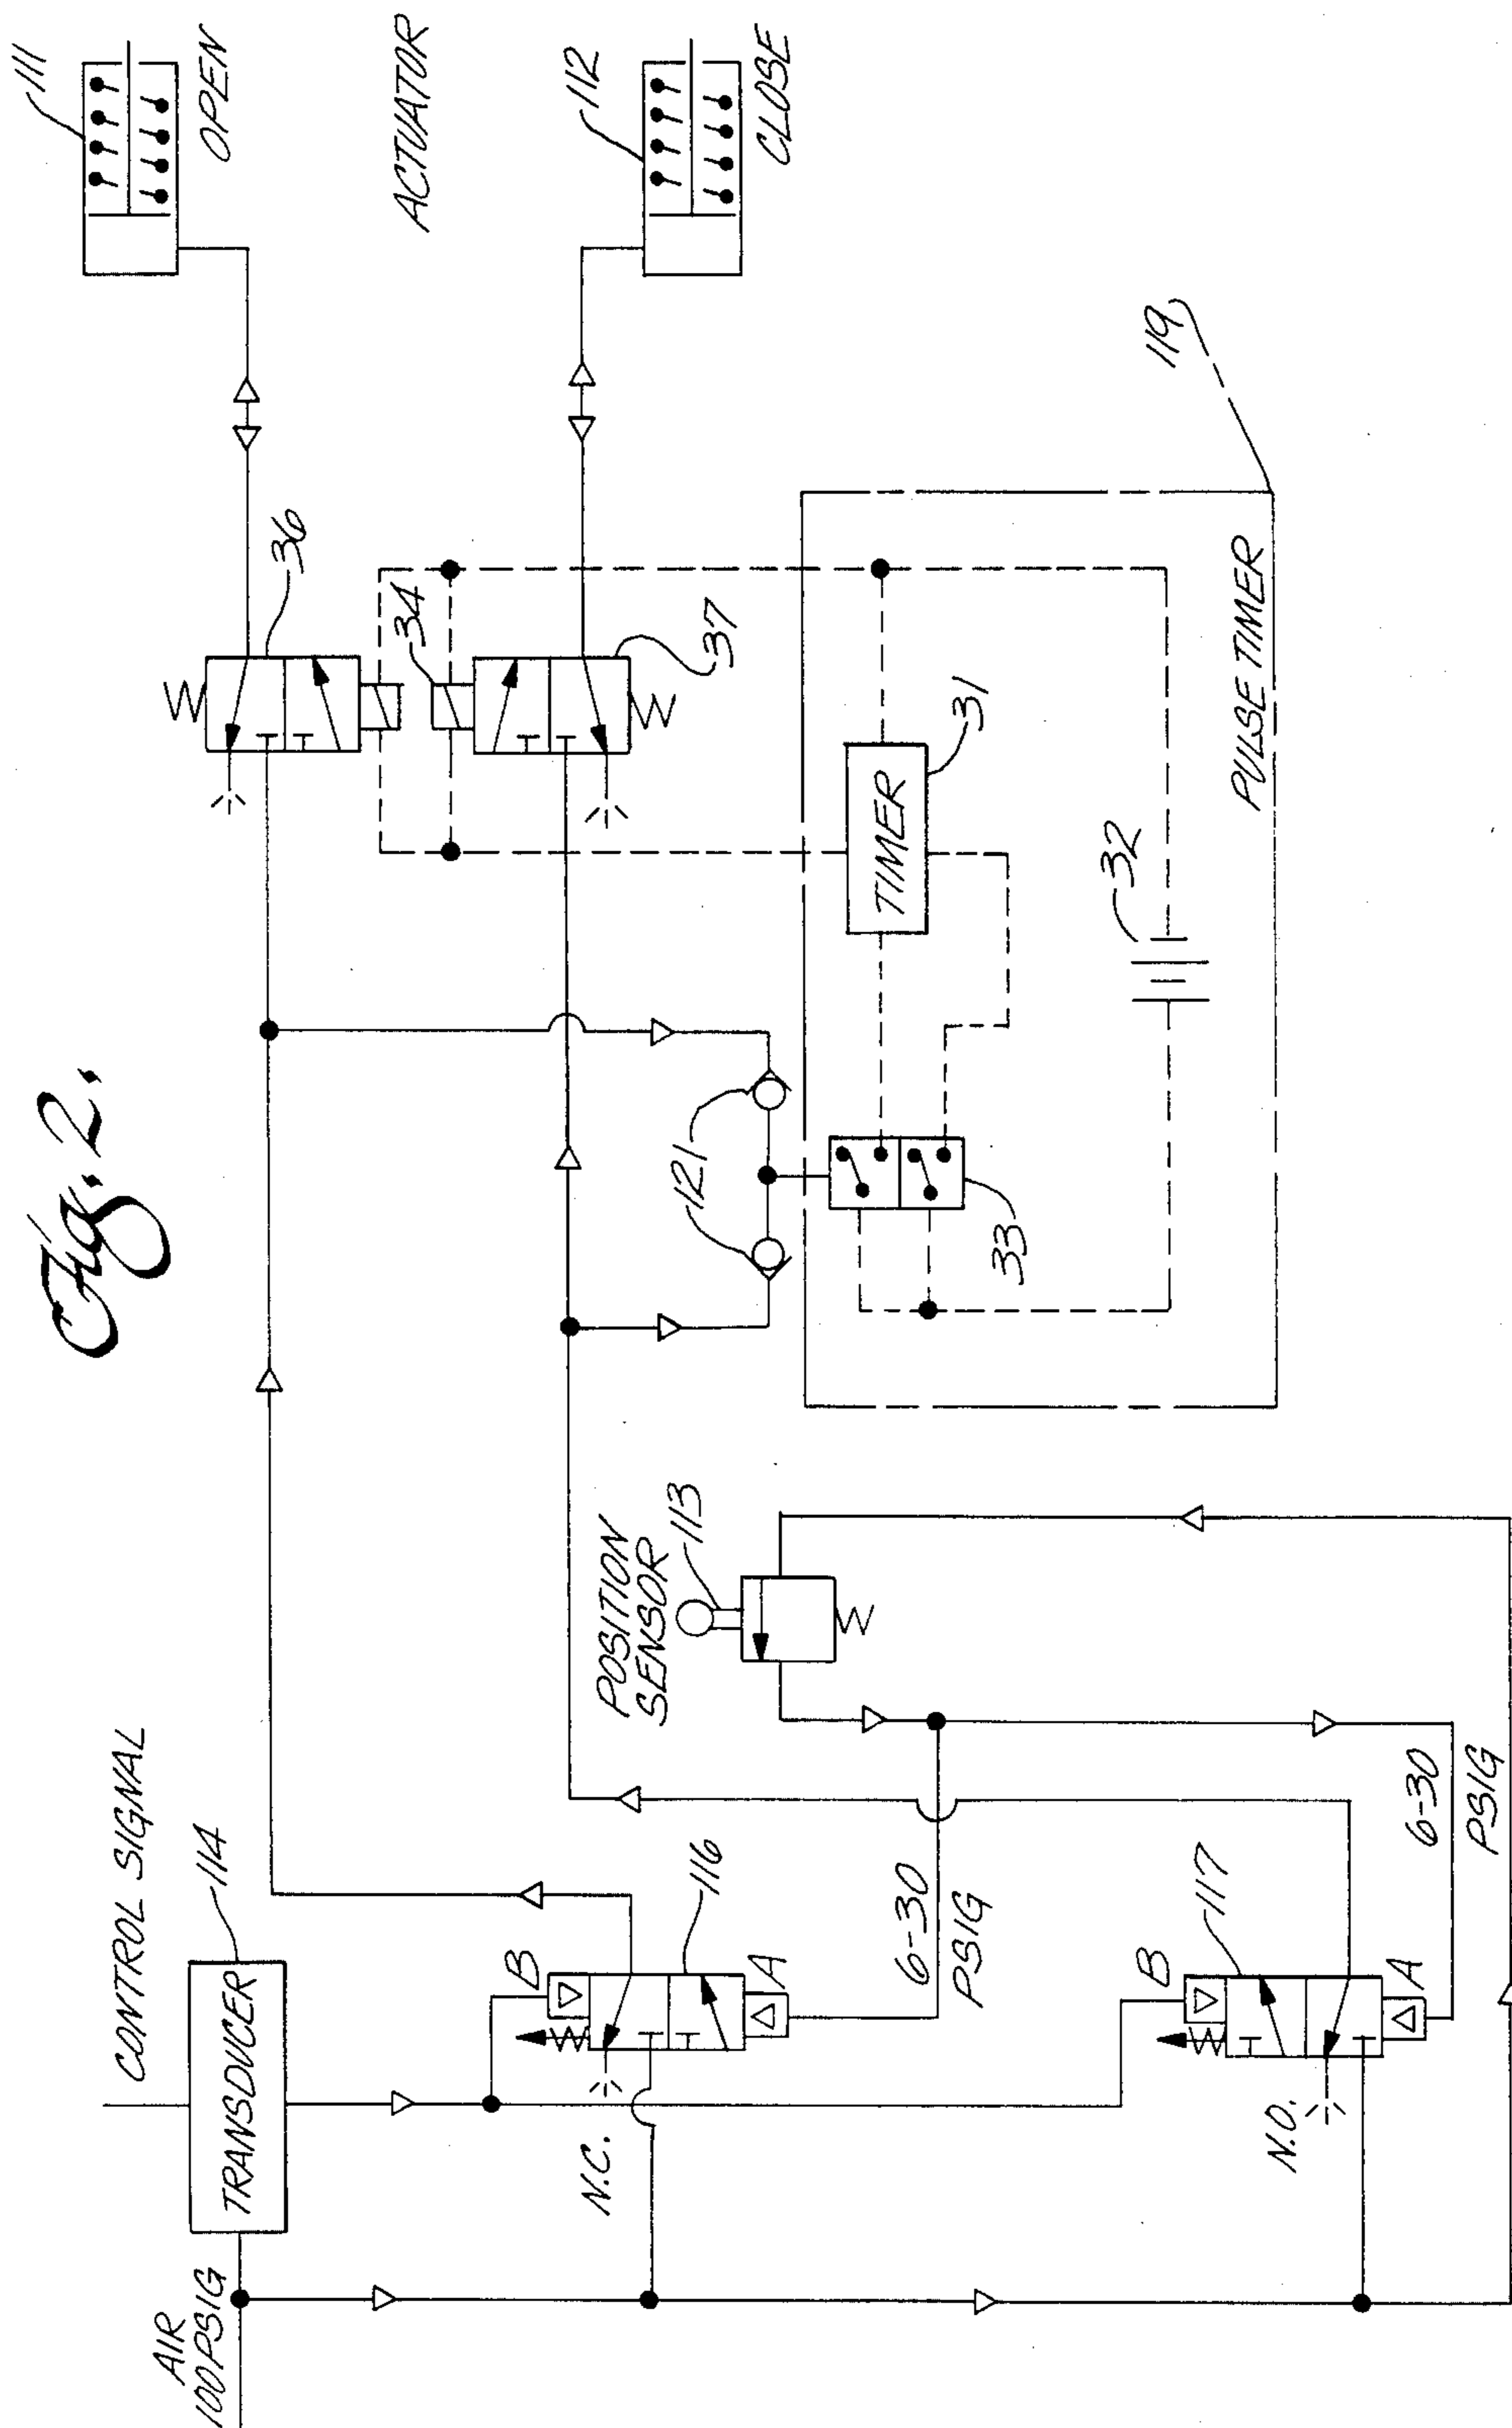 Fig. 2.
AIR
100 PSIG
CONTROL SIGNAL
114
TRANSDUCER
N.C.
B
116
A
6-30
PSIG
N.O.
B
117
A
6-30
PSIG
POSITION
SENSOR
113
121
33
TIMER
31
32
PULSE TIMER
119
36
34
37
111
OPEN
ACTUATOR
112
CLOSE